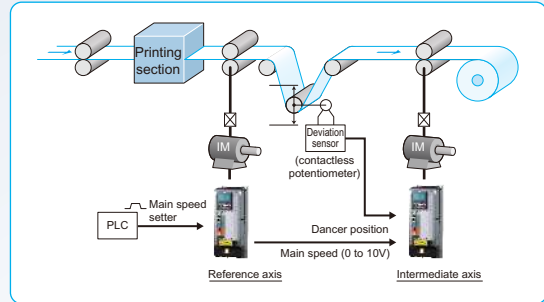 Printing
section
IM
Deviation
sensor
(contactless
potentiometer)
IM
Main speed
setter
PLC
Dancer position
Main speed (0 to 10V)
Reference axis
Intermediate axis